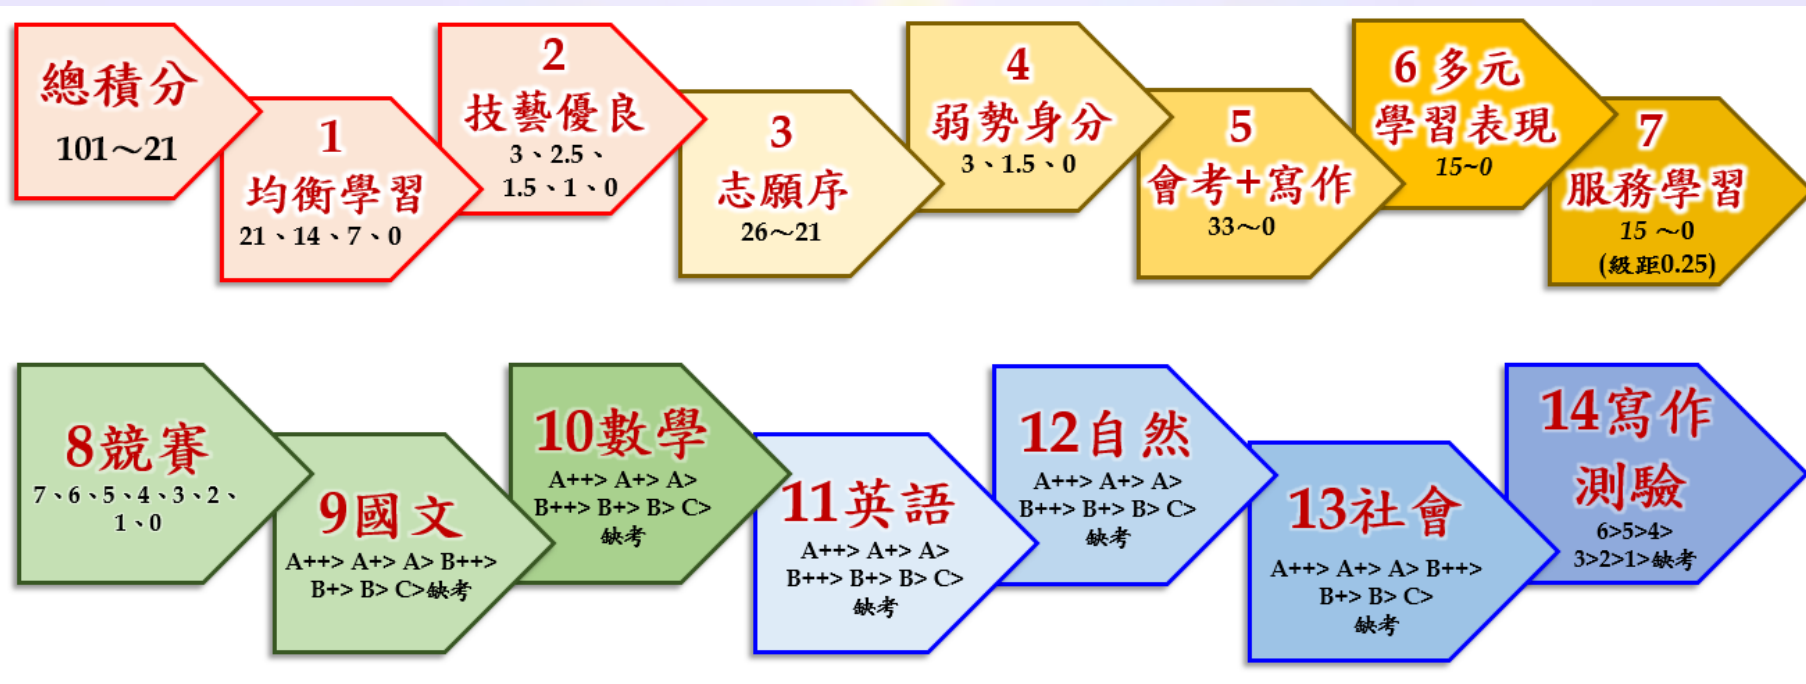 總積分
101～21
1
均衡學習
21、14、7、0
2
技藝優良
3、2.5、
1.5、1、0
3
志願序
26～21
4
弱勢身分
3、1.5、0
5
會考+寫作
33～0
6 多元
學習表現
15~0
7
服務學習
15 ～0
(級距0.25)
8競賽
7、6、5、4、3、2、
1、0
9國文
A++> A+> A> B++>
B+> B> C>缺考
10數學
A++> A+> A>
B++> B+> B> C>
缺考
11英語
A++> A+> A>
B++> B+> B> C>
缺考
12自然
A++> A+> A>
B++> B+> B> C>
缺考
13社會
A++> A+> A> B++>
B+> B> C>
缺考
14寫作
測驗
6>5>4>
3>2>1>缺考